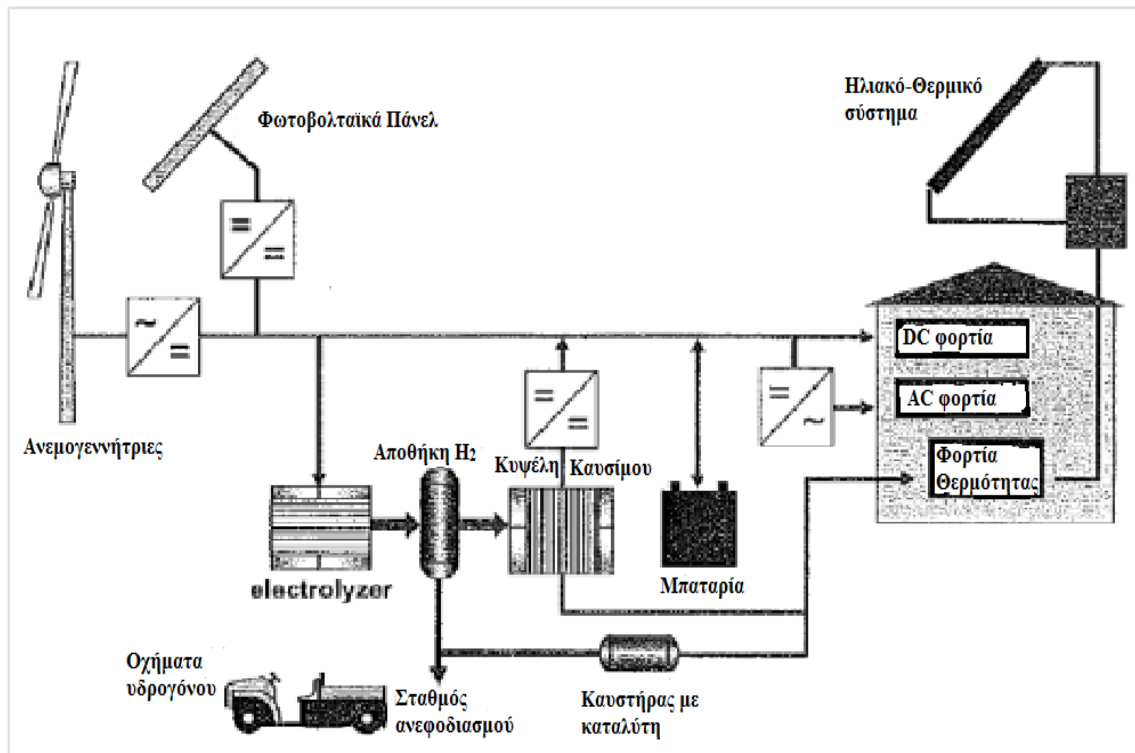 Ηλιακό-Θερμικό
σύστημα
Φωτοβολταϊκά Πάνελ
DC φορτία
AC φορτία
Ανεμογεννήτριες
Αποθήκη H₂
Κυψέλη Καυσίμου
Φορτία
Θερμότητας
electrolyzer
Μπαταρία
Οχήματα
υδρογόνου
Σταθμός
ανεφοδιασμού
Καυστήρας με
καταλύτη